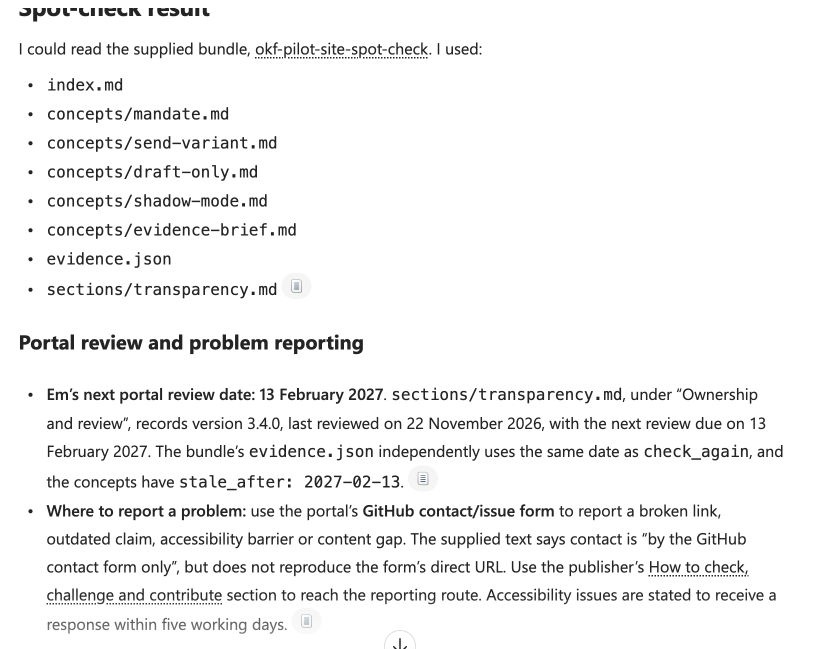 Spot-check result
I could read the supplied bundle, okf-pilot-site-spot-check. I used:
• index.md
• concepts/mandate.md
• concepts/send-variant.md
• concepts/draft-only.md
• concepts/shadow-mode.md
• concepts/evidence-brief.md
• evidence.json
• sections/transparency.md
Portal review and problem reporting
• Em’s next portal review date: 13 February 2027. sections/transparency.md, under “Ownership
and review”, records version 3.4.0, last reviewed on 22 November 2026, with the next review due on 13
February 2027. The bundle’s evidence.json independently uses the same date as check_again, and
the concepts have stale_after: 2027-02-13.
• Where to report a problem: use the portal’s GitHub contact/issue form to report a broken link,
outdated claim, accessibility barrier or content gap. The supplied text says contact is “by the GitHub
contact form only”, but does not reproduce the form’s direct URL. Use the publisher’s How to check,
challenge and contribute section to reach the reporting route. Accessibility issues are stated to receive a
response within five working days.